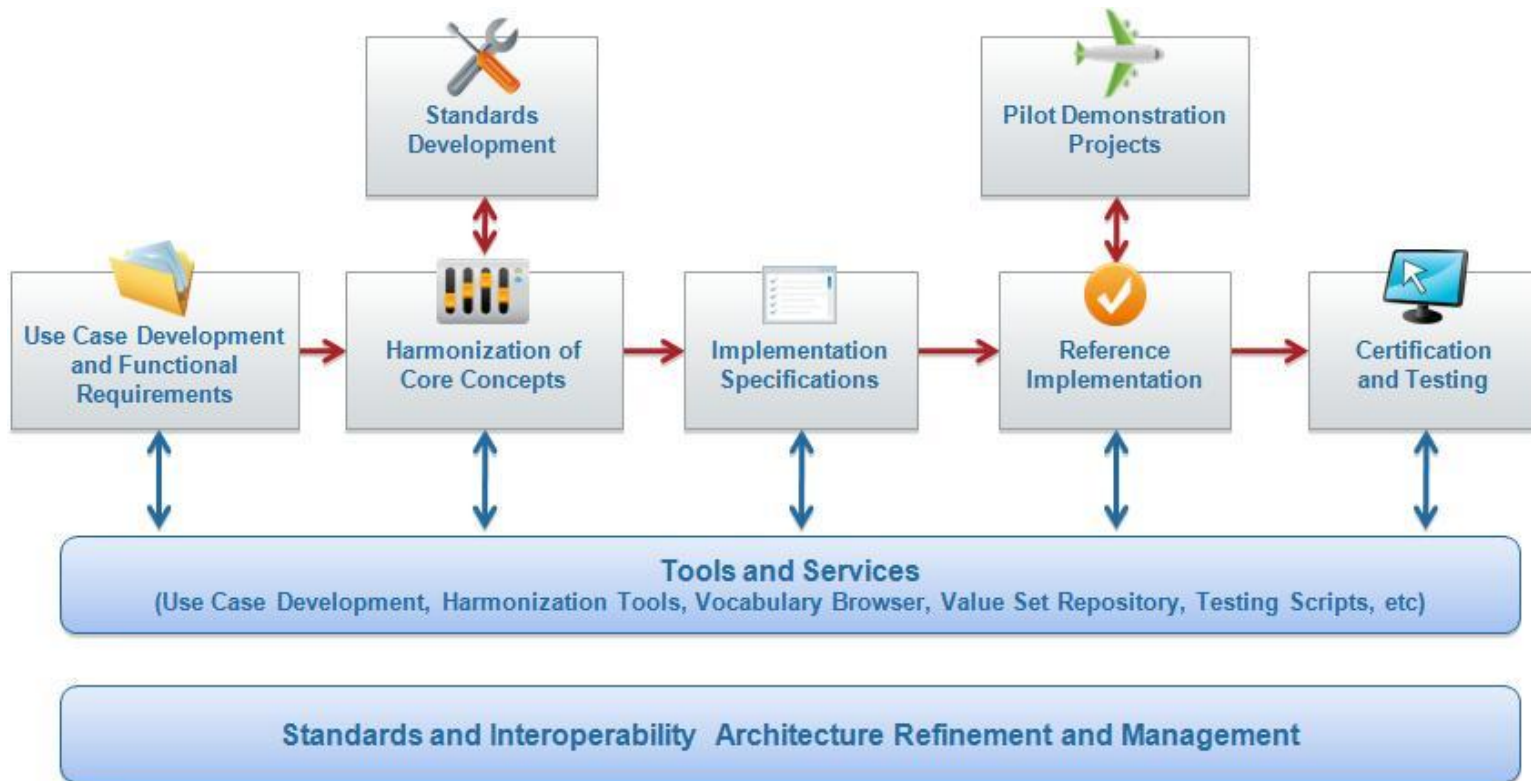 Standards
Development
Pilot Demonstration
Projects
Use Case Development
and Functional
Requirements
Harmonization of
Core Concepts
Implementation
Specifications
Reference
Implementation
Certification
and Testing
Tools and Services
(Use Case Development, Harmonization Tools, Vocabulary Browser, Value Set Repository, Testing Scripts, etc)
Standards and Interoperability Architecture Refinement and Management